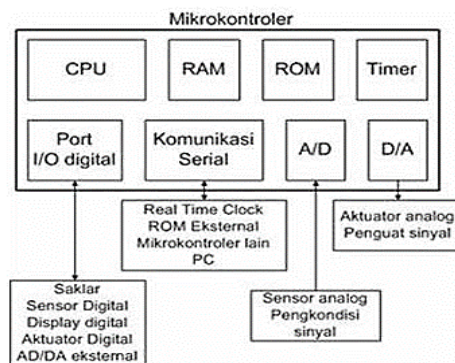 Mikrokontroler
CPU
RAM
ROM
Timer
Port
I/O digital
Komunikasi
Serial
A/D
D/A
Real Time Clock
ROM Eksternal
Mikrokontroler lain
PC
Aktuator analog
Penguat sinyal
Saklar
Sensor Digital
Display digital
Aktuator Digital
AD/DA eksternal
Sensor analog
Pengkondisi
sinyal